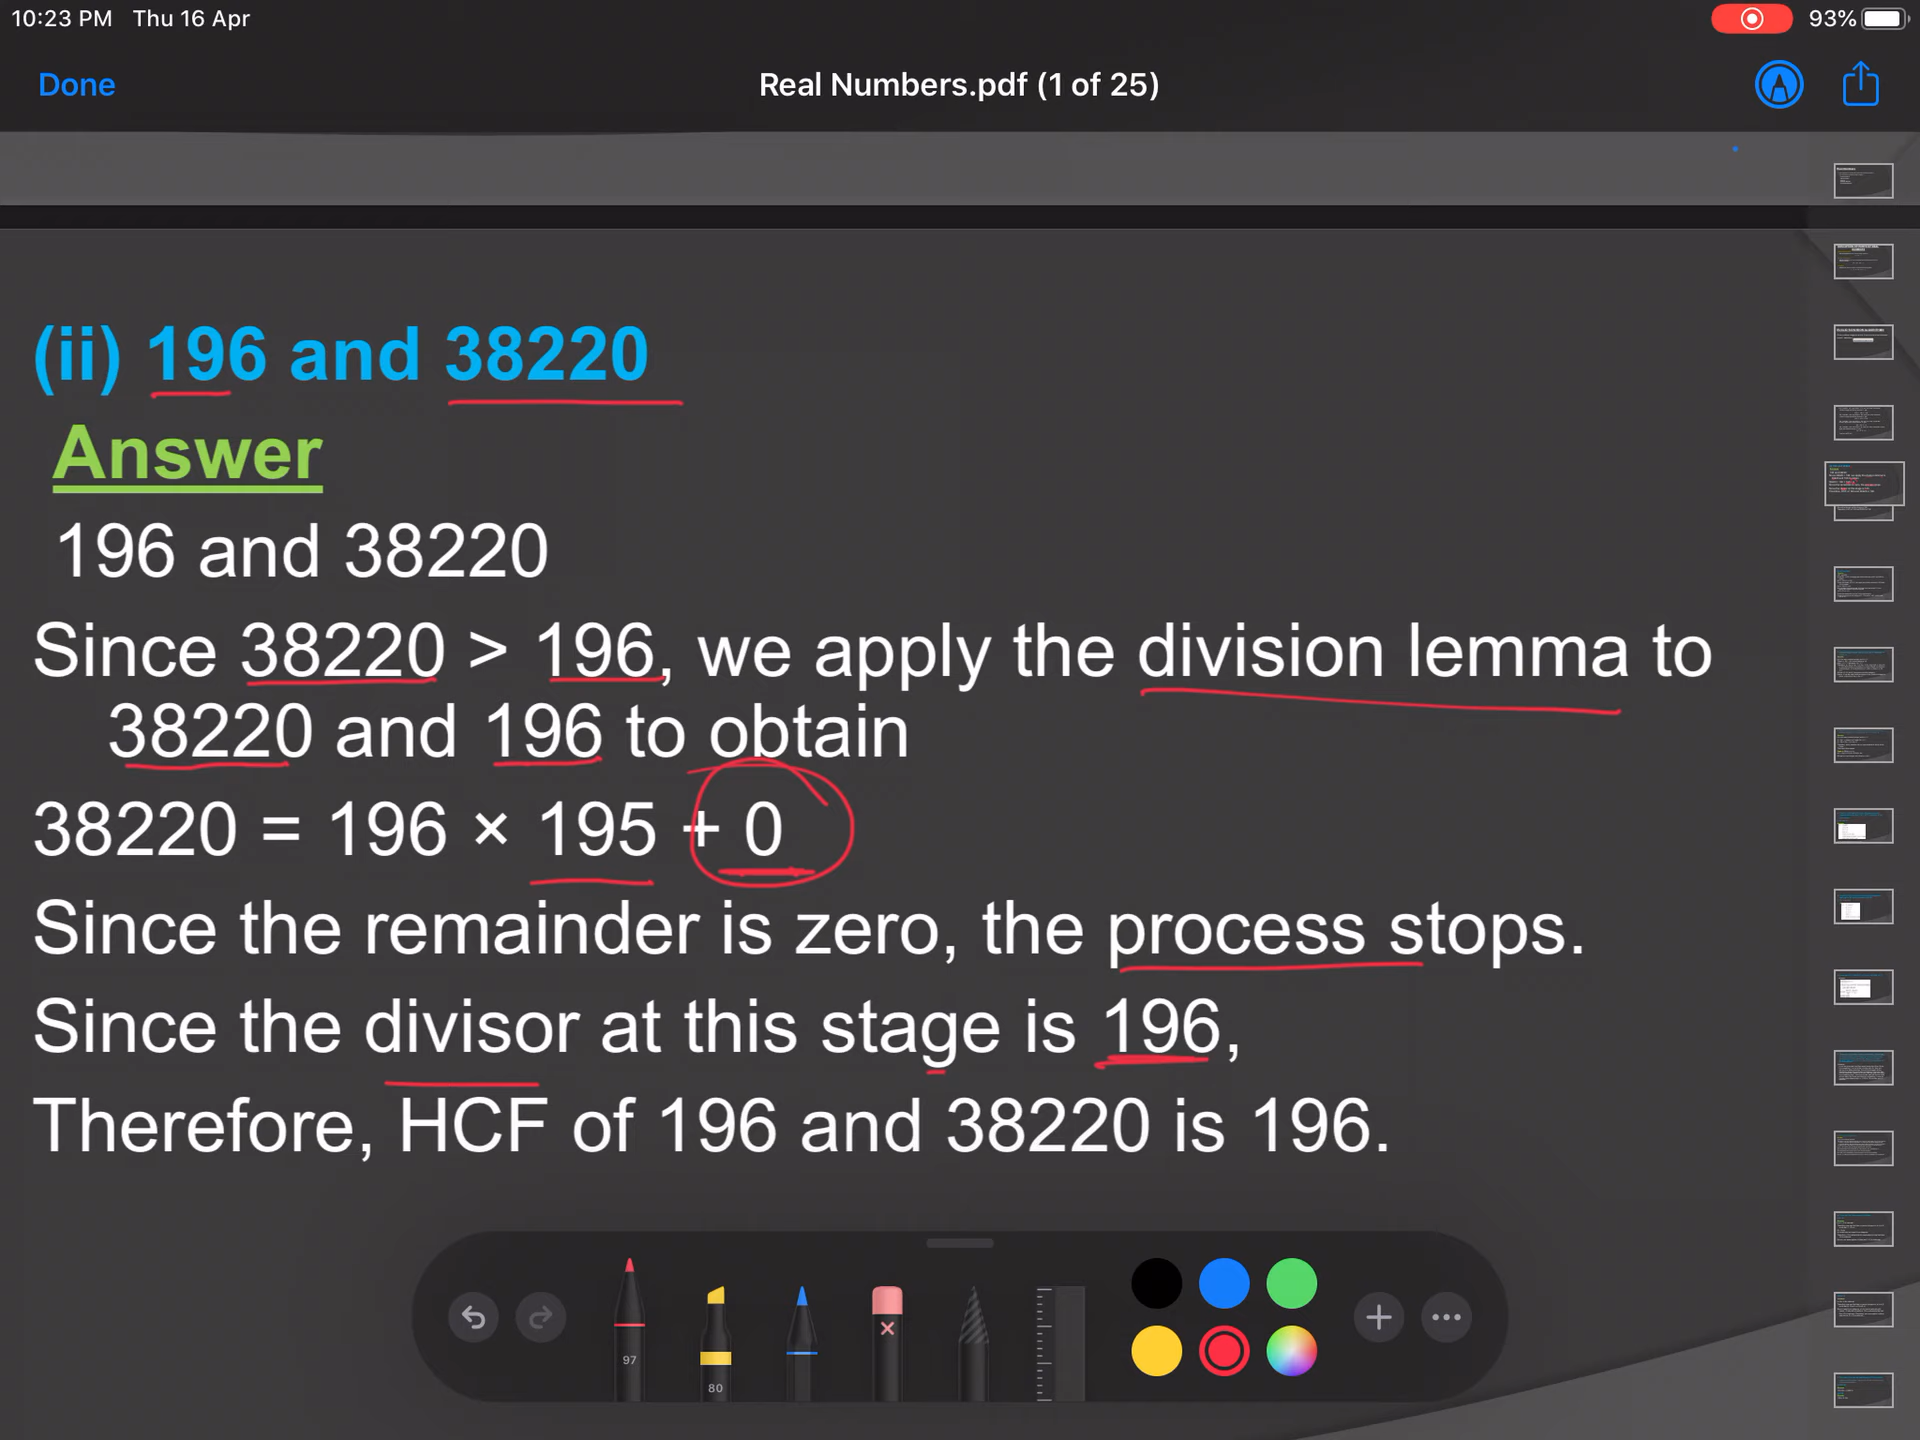 10:23 PM Thu 16 Apr
93%
Done
Real Numbers.pdf (1 of 25)
(ii) 196 and 38220
Answer
196 and 38220
Since 38220 > 196, we apply the division lemma to
38220 and 196 to obtain
38220 = 196 × 195 + 0
Since the remainder is zero, the process stops.
Since the divisor at this stage is 196,
Therefore, HCF of 196 and 38220 is 196.
97
80